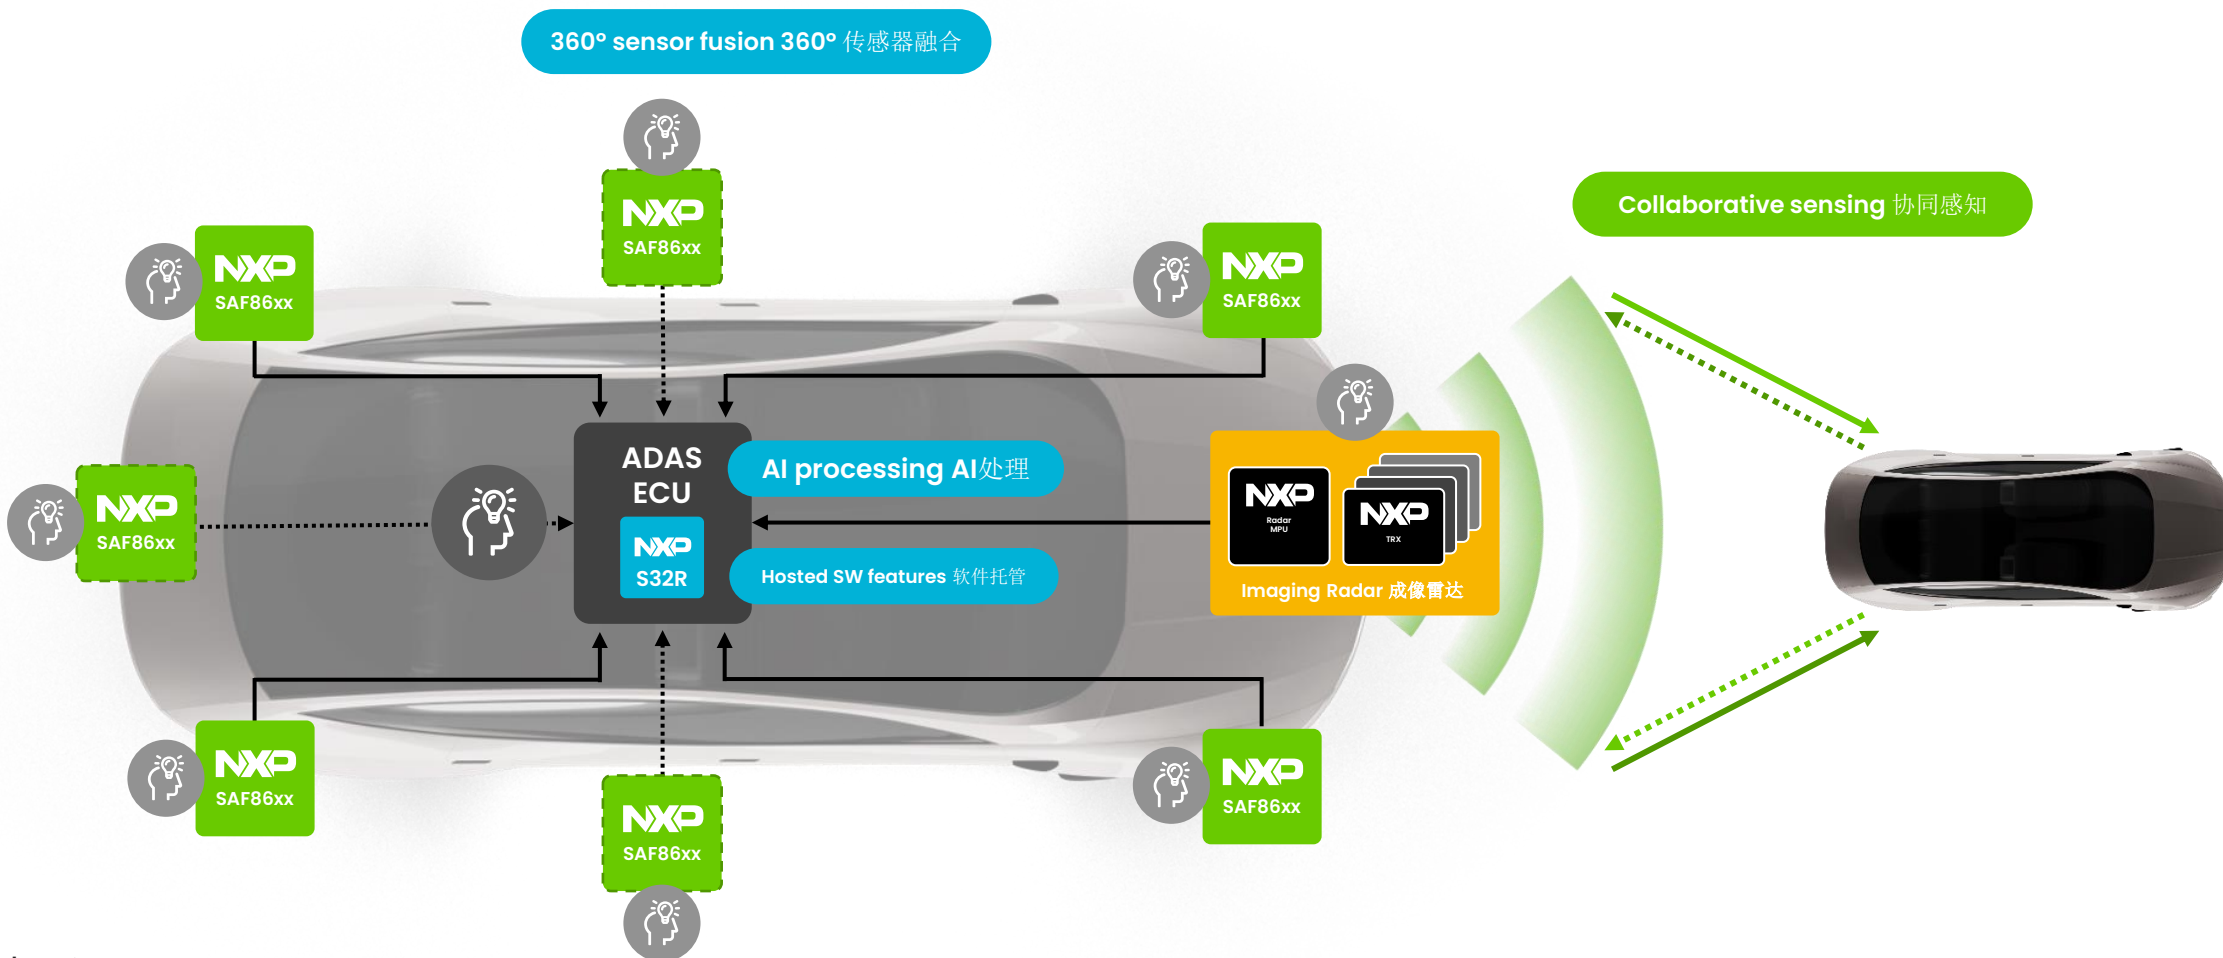 360° sensor fusion 360° 传感器融合
NXP
SAF86xx
Collaborative sensing 协同感知
NXP
SAF86xx
NXP
SAF86xx
ADAS
ECU
AI processing AI处理
NXP
Radar
MPU
NXP
TRX
NXP
SAF86xx
NXP
S32R
Hosted SW features 软件托管
Imaging Radar 成像雷达
NXP
SAF86xx
NXP
SAF86xx
NXP
SAF86xx